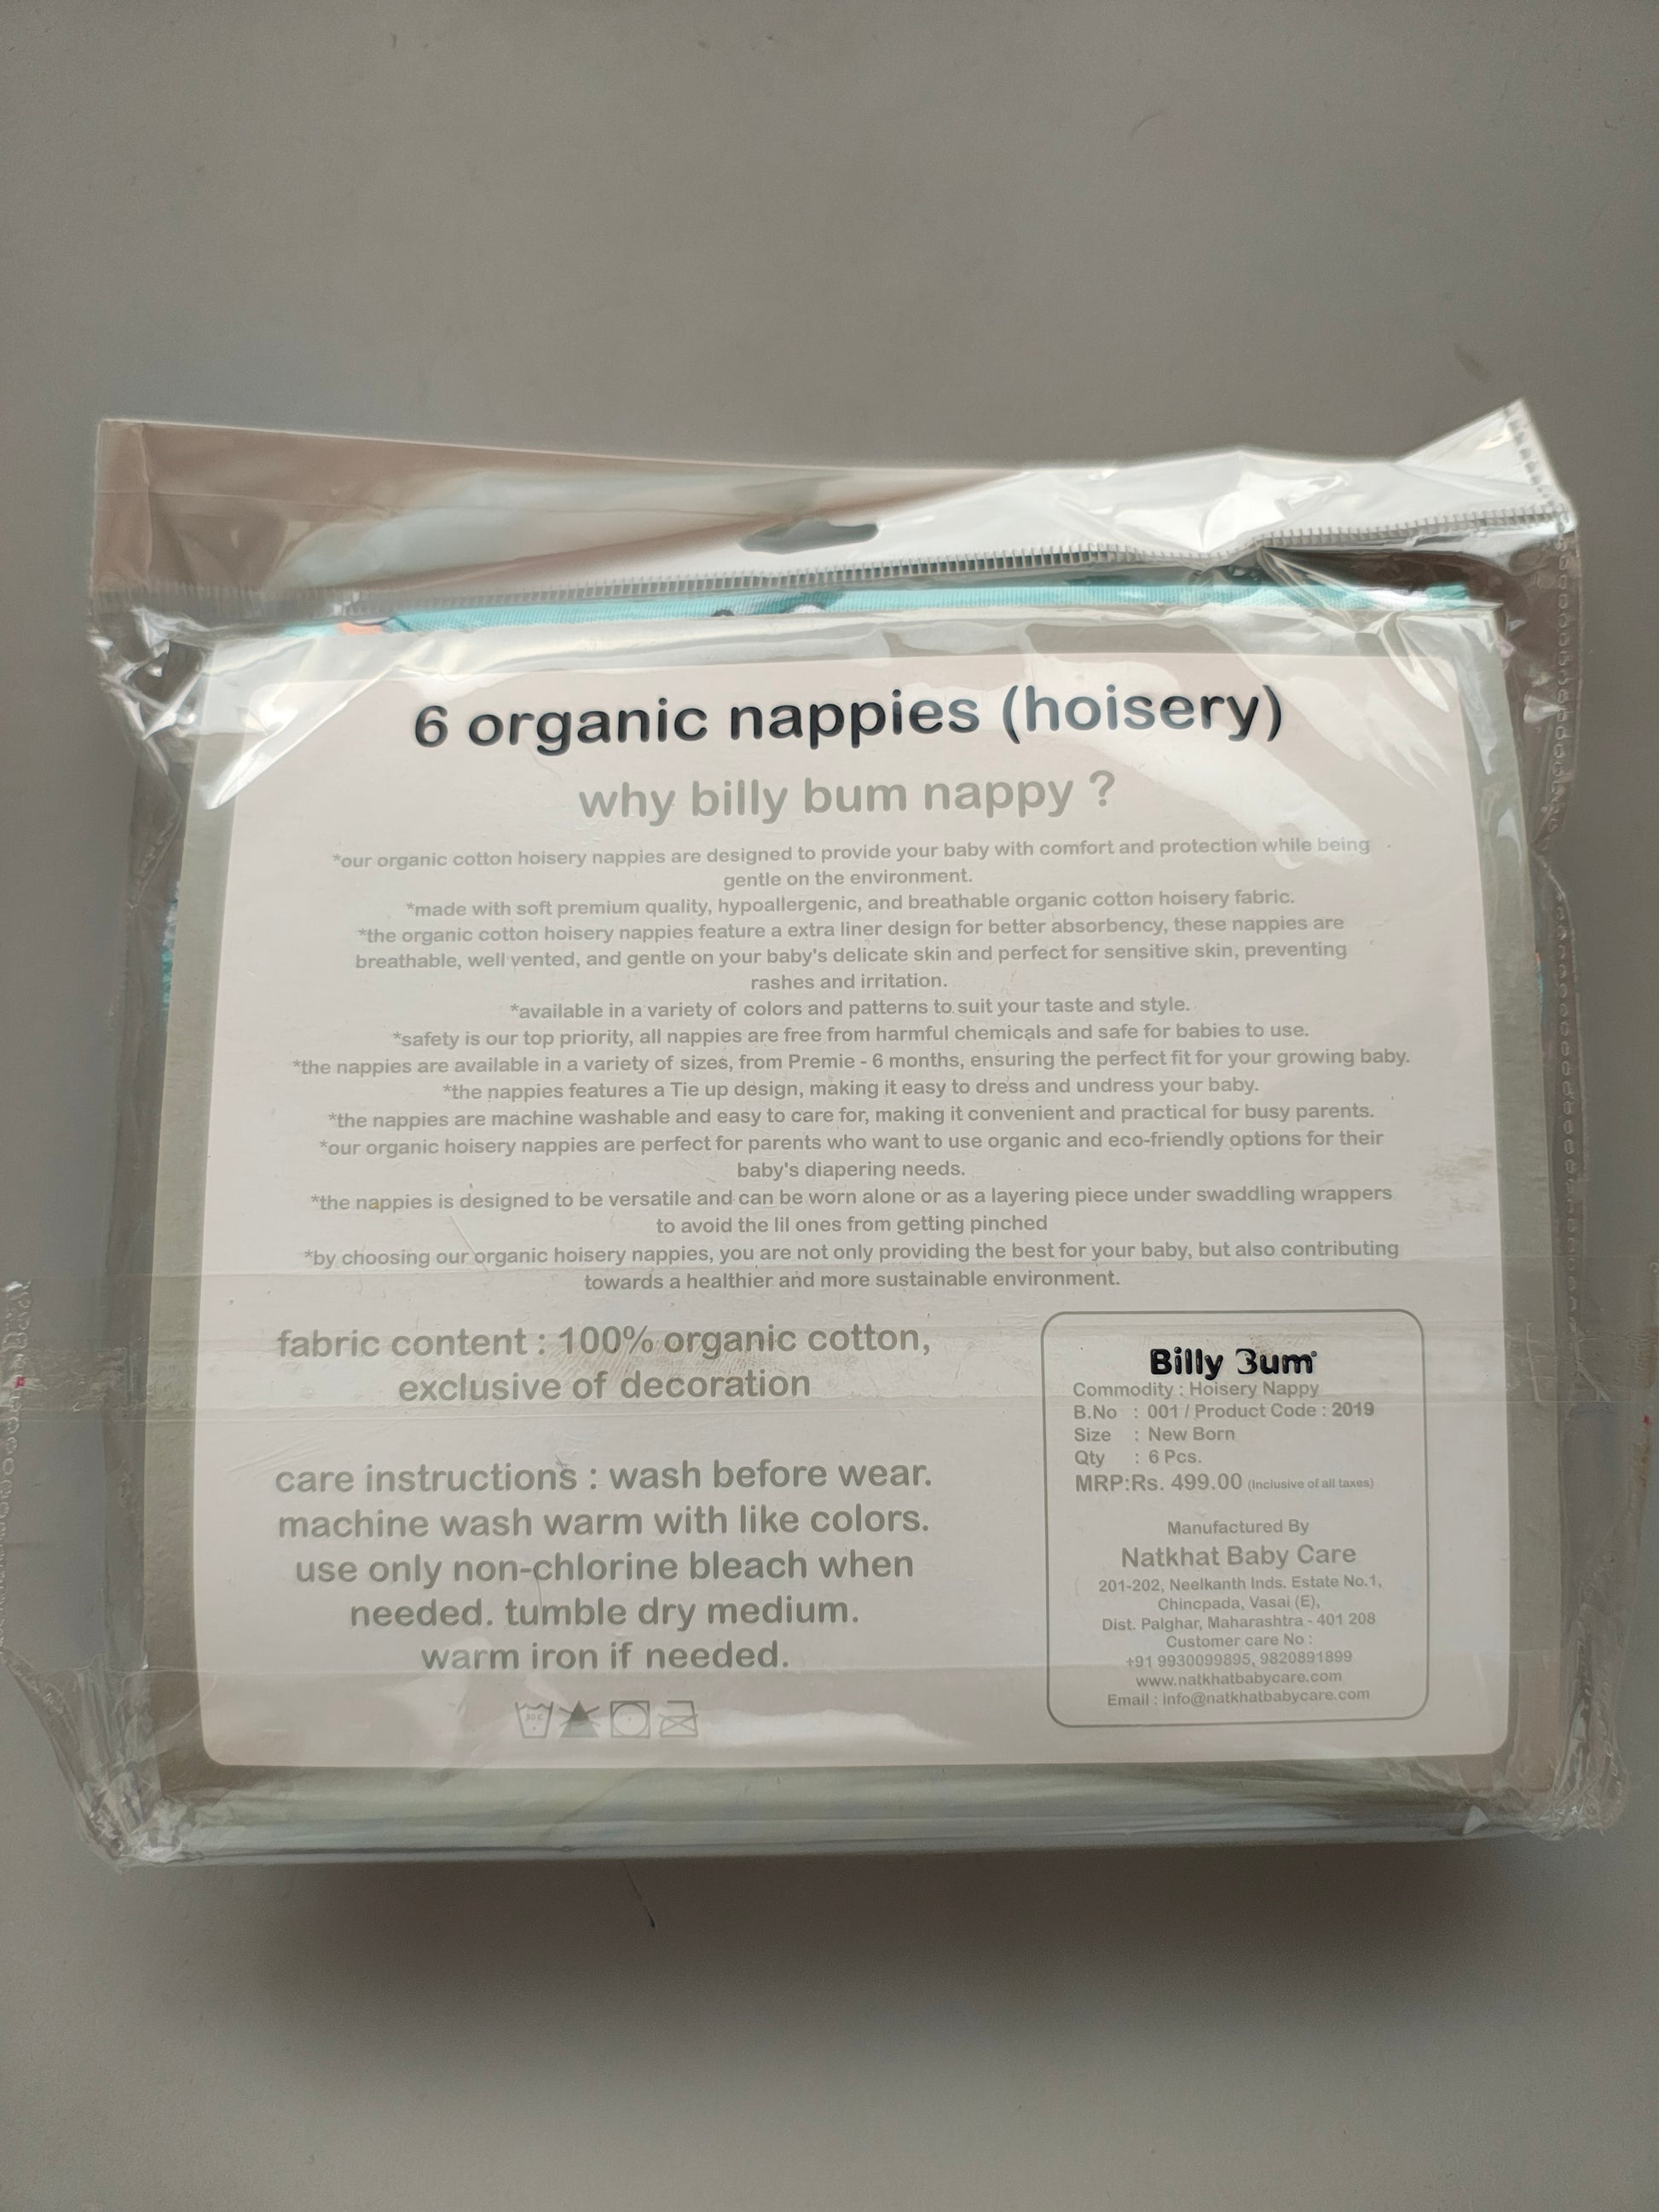 6 organic nappies (hoisery)
why billy bum nappy ?
*our organic cotton hoisery nappies are designed to provide your baby with comfort and protection while being
gentle on the environment.
*made with soft premium quality, hypoallergenic, and breathable organic cotton hoisery fabric.
*the organic cotton hoisery nappies feature a extra liner design for better absorbency, these nappies are
breathable, well vented, and gentle on your baby's delicate skin and perfect for sensitive skin, preventing
rashes and irritation.
*available in a variety of colors and patterns to suit your taste and style.
*safety is our top priority, all nappies are free from harmful chemicals and safe for babies to use.
*the nappies are available in a variety of sizes, from Premie - 6 months, ensuring the perfect fit for your growing baby.
*the nappies features a Tie up design, making it easy to dress and undress your baby.
*the nappies are machine washable and easy to care for, making it convenient and practical for busy parents.
*our organic hoisery nappies are perfect for parents who want to use organic and eco-friendly options for their
baby's diapering needs.
*the nappies is designed to be versatile and can be worn alone or as a layering piece under swaddling wrappers
to avoid the lil ones from getting pinched
*by choosing our organic hoisery nappies, you are not only providing the best for your baby, but also contributing
towards a healthier and more sustainable environment.
fabric content : 100% organic cotton,
exclusive of decoration
care instructions : wash before wear.
machine wash warm with like colors.
use only non-chlorine bleach when
needed. tumble dry medium.
warm iron if needed.
30 C
Billy Bum
Commodity : Hoisery Nappy
B.No : 001 / Product Code : 2019
Size : New Born
Qty : 6 Pcs.
MRP:Rs. 499.00 (Inclusive of all taxes)
Manufactured By
Natkhat Baby Care
201-202, Neelkanth Inds. Estate No.1,
Chincpada, Vasai (E),
Dist. Palghar, Maharashtra - 401 208
Customer care No :
+91 9930099895, 9820891899
www.natkhatbabycare.com
Email : info@natkhatbabycare.com